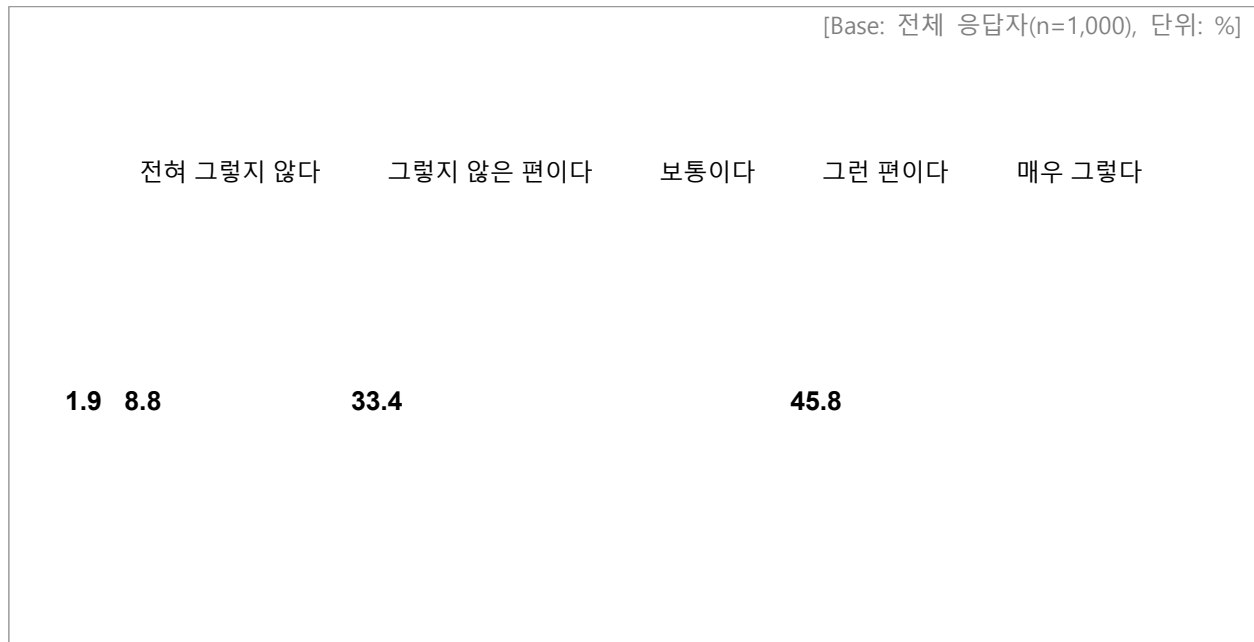 [Base: 전체 응답자(n=1,000), 단위: %]
전혀 그렇지 않다 그렇지 않은 편이다 보통이다 그런 편이다 매우 그렇다
1.9 8.8 33.4 45.8